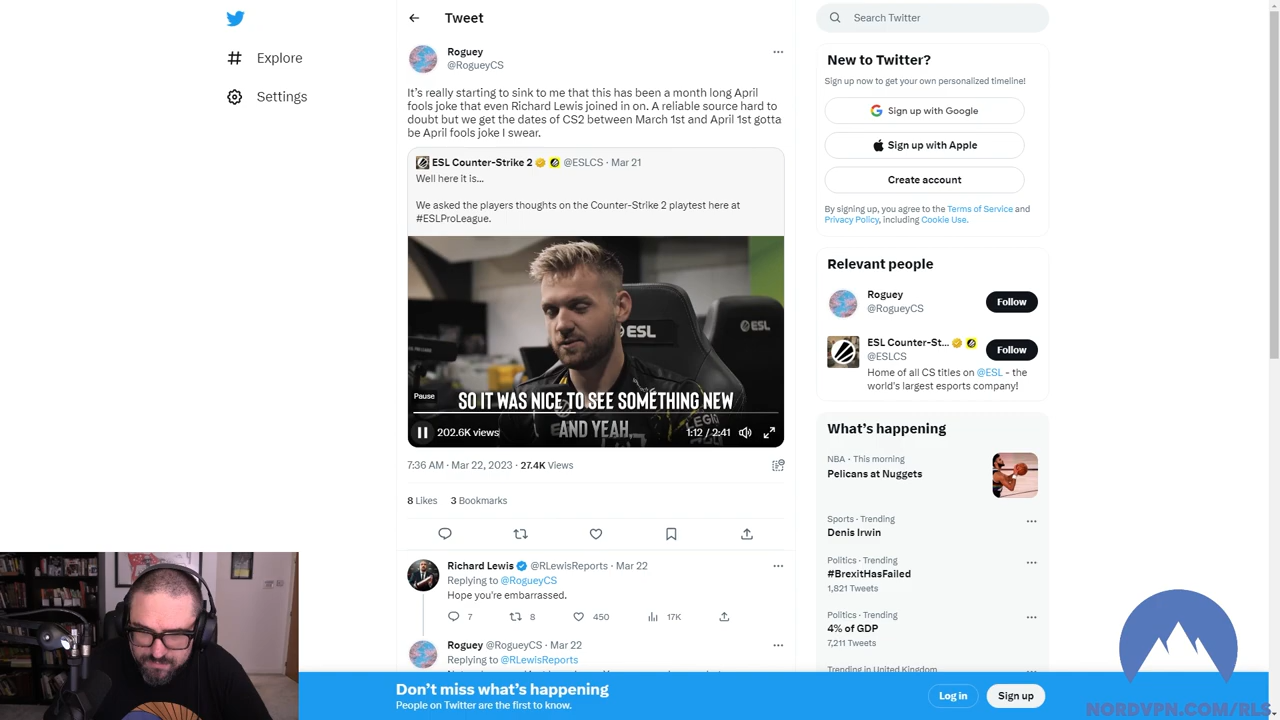 Tweet
Search Twitter
Explore
Settings
Roguey
@RogueyCS
It's really starting to sink to me that this has been a month long April
fools joke that even Richard Lewis joined in on. A reliable source hard to
doubt but we get the dates of CS2 between March 1st and April 1st gotta
be April fools joke I swear.
ESL Counter-Strike 2 @ESLCS · Mar 21
Well here it is...
We asked the players thoughts on the Counter-Strike 2 playtest here at
#ESLProLeague.
ESL
ESL
Pause
SO IT WAS NICE TO SEE SOMETHING NEW
AND YEAH.
202.6K views
1:12 / 2:41
7:36 AM · Mar 22, 2023 · 27.4K Views
8 Likes 3 Bookmarks
Richard Lewis @RLewisReports · Mar 22
Replying to @RogueyCS
Hope you're embarrassed.
7 8 450 17K
Roguey @RogueyCS · Mar 22
Replying to @RLewisReports
New to Twitter?
Sign up now to get your own personalized timeline!
Sign up with Google
Sign up with Apple
Create account
By signing up, you agree to the Terms of Service and
Privacy Policy, including Cookie Use.
Relevant people
Roguey
@RogueyCS
Follow
ESL Counter-St...
@ESLCS
Follow
Home of all CS titles on @ESL - the
world's largest esports company!
What's happening
NBA · This morning
Pelicans at Nuggets
Sports · Trending
Denis Irwin
Politics · Trending
#BrexitHasFailed
1,821 Tweets
Politics · Trending
4% of GDP
7,211 Tweets
Trending in United Kingdom
Don't miss what's happening
People on Twitter are the first to know.
Log in
Sign up
NORDVPN.COM/RLS